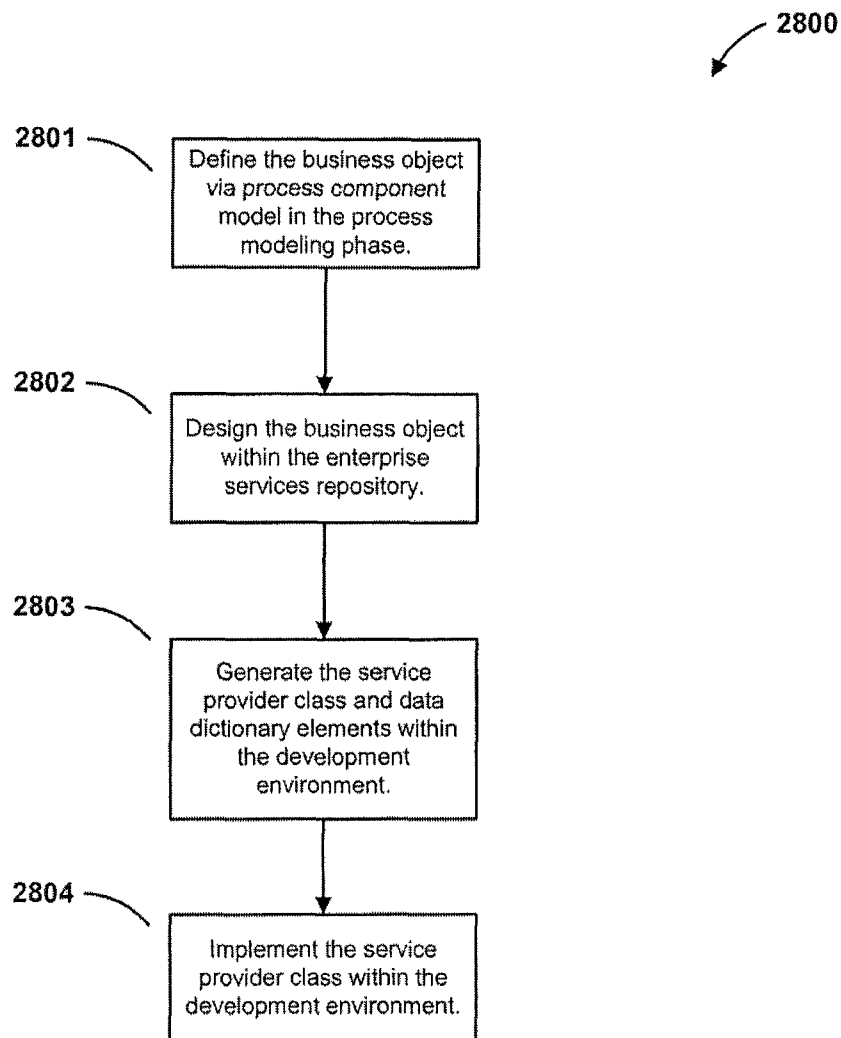 2800
2801
Define the business object
via process component
model in the process
modeling phase.
2802
Design the business object
within the enterprise
services repository.
2803
Generate the service
provider class and data
dictionary elements within
the development
environment.
2804
Implement the service
provider class within the
development environment.